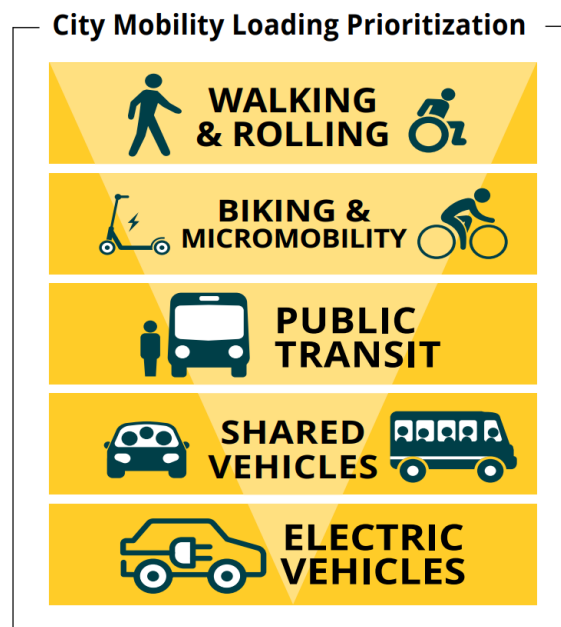 City Mobility Loading Prioritization
WALKING
& ROLLING
BIKING &
MICROMOBILITY
PUBLIC
TRANSIT
SHARED
VEHICLES
ELECTRIC
VEHICLES